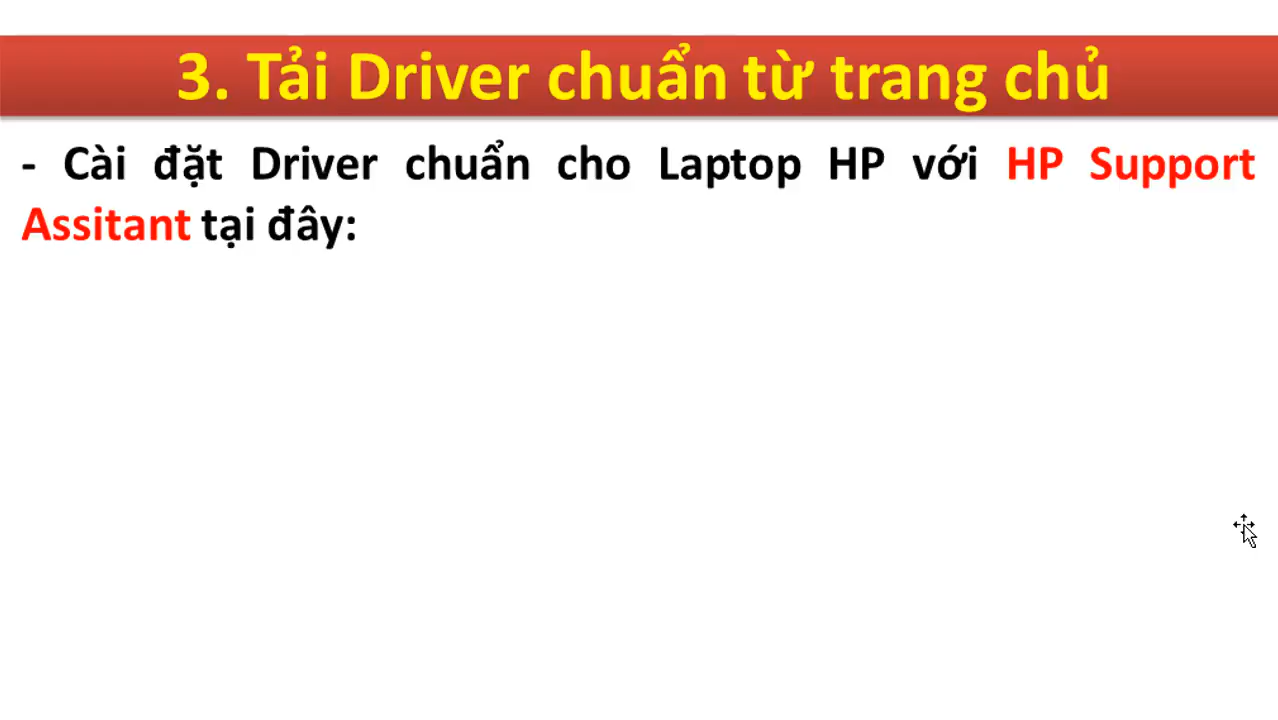 3. Tải Driver chuẩn từ trang chủ
- Cài đặt Driver chuẩn cho Laptop HP với HP Support
Assitant tại đây: